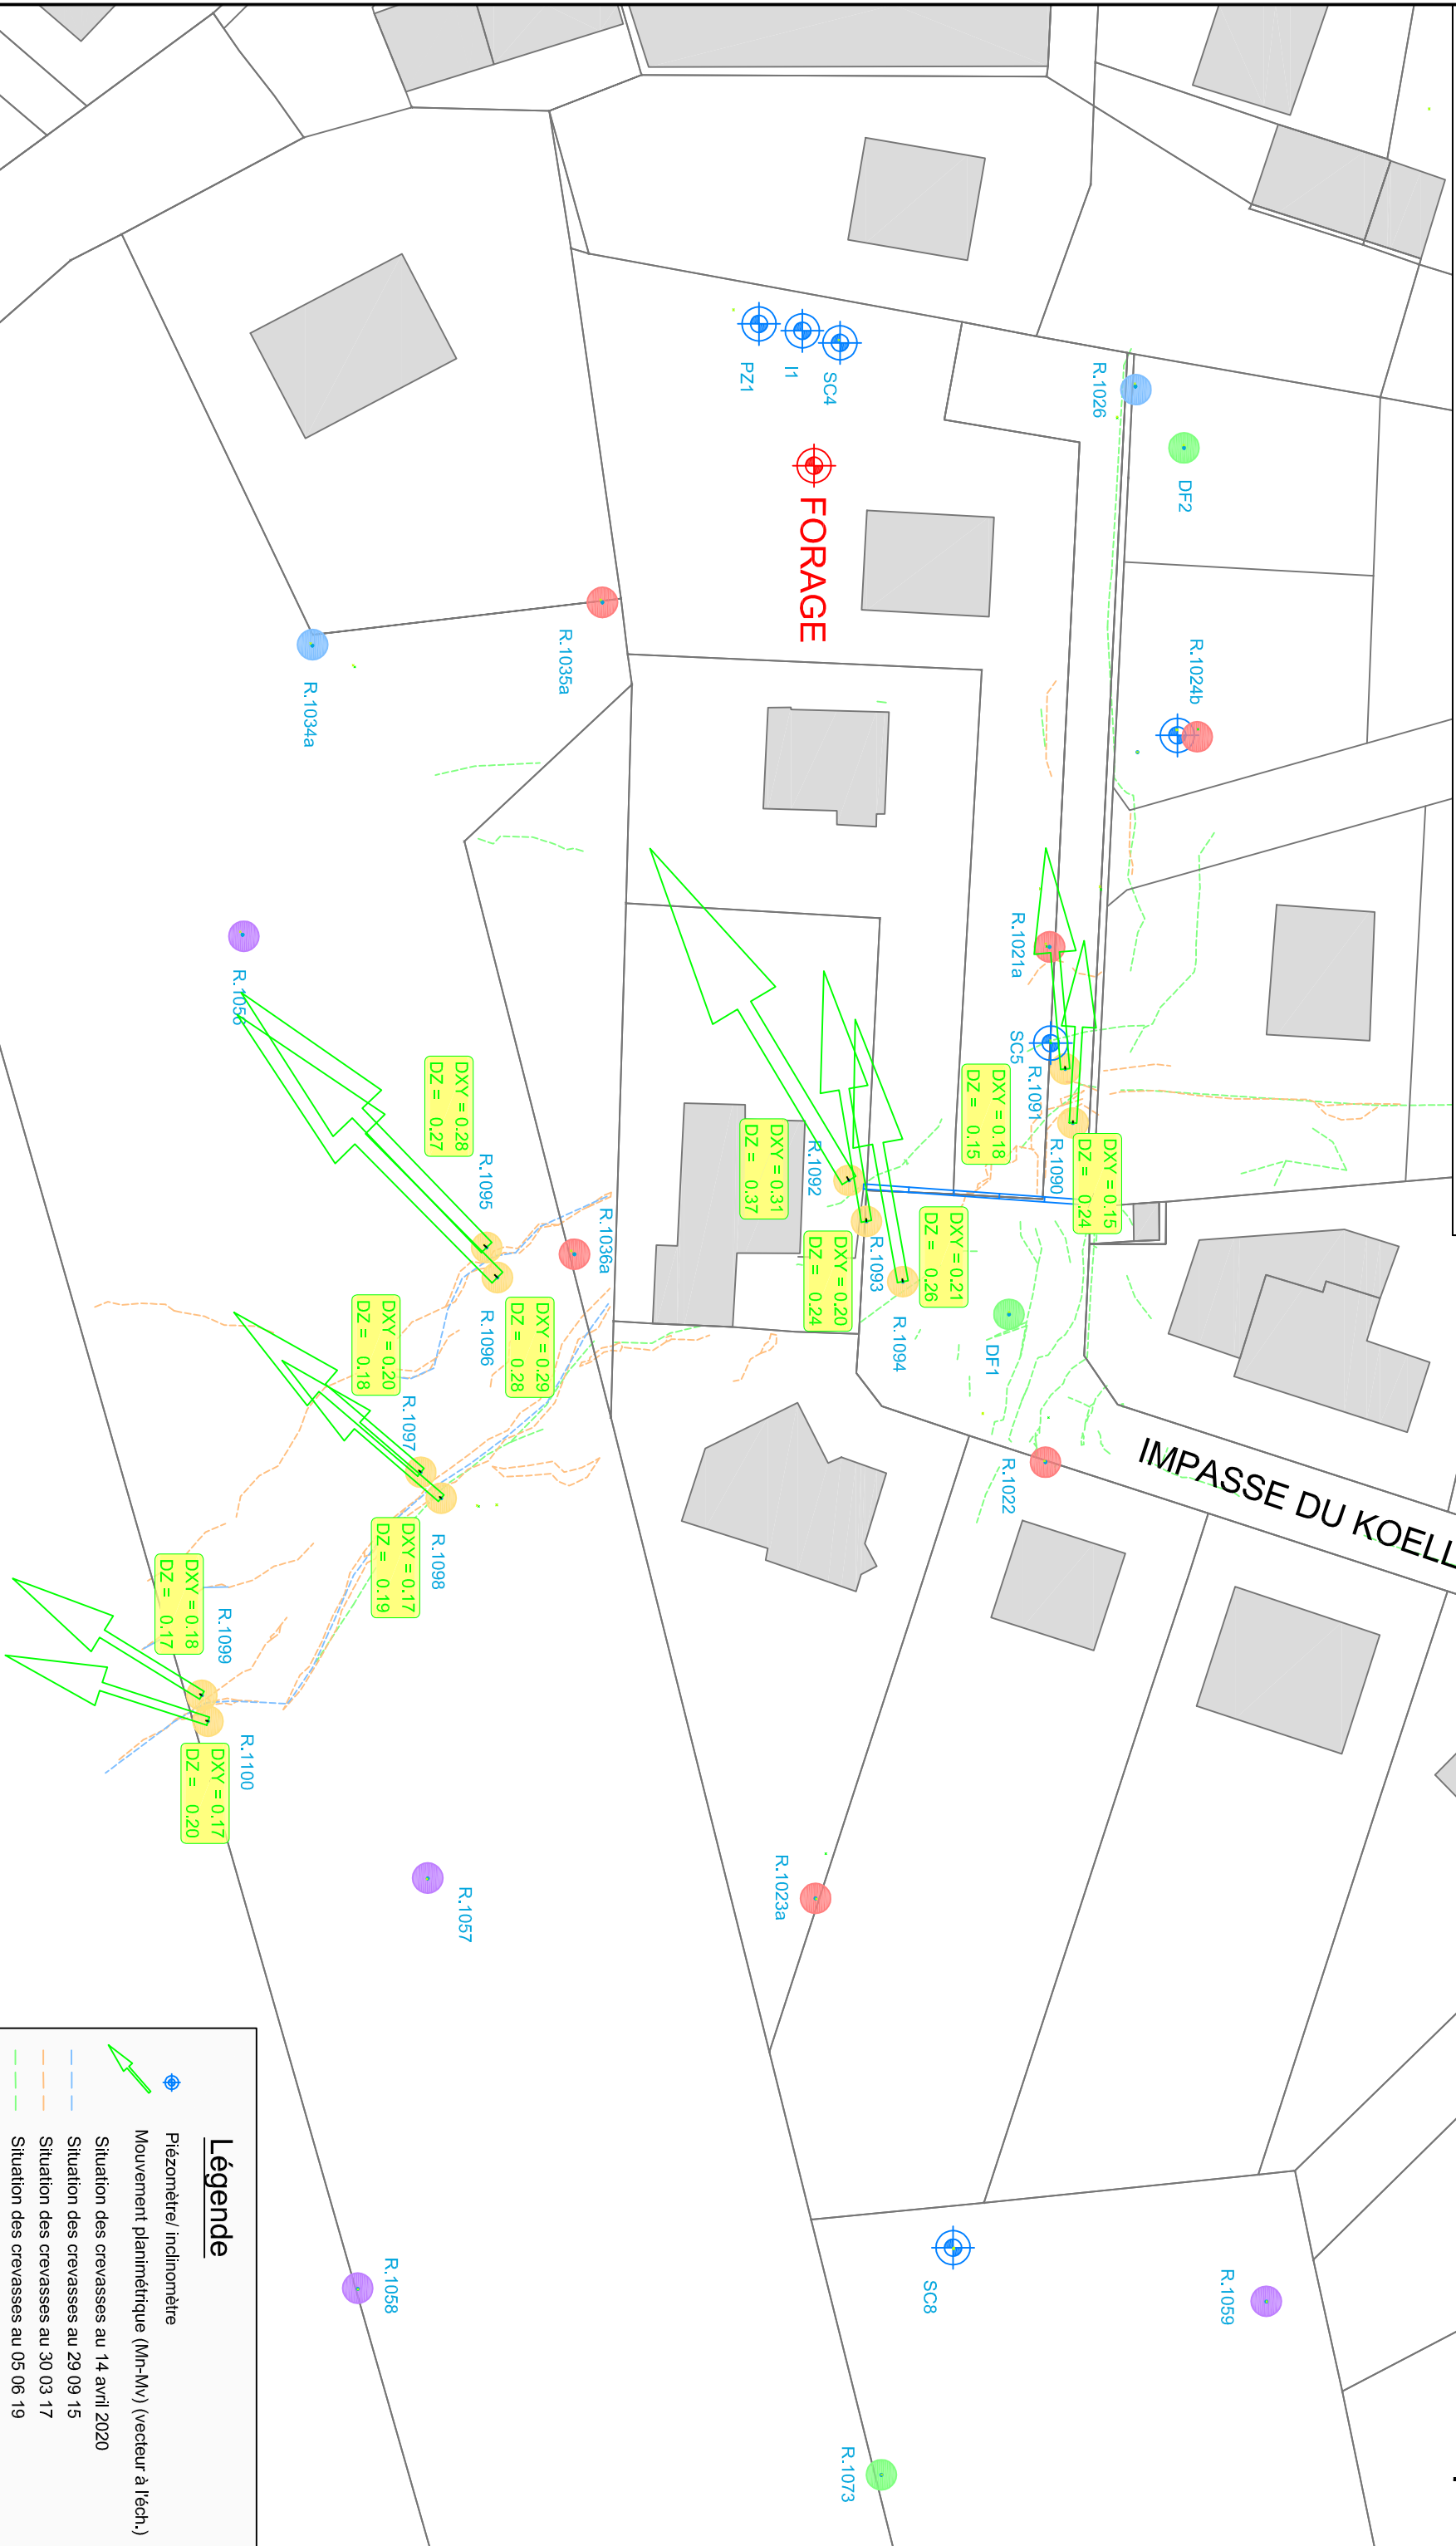 R.1026
DF2
PZ1
I1
SC4
FORAGE
R.1024b
R.1035a
R.1034a
R.1021a
SC5
R.1056
R.1091
DXY = 0.18
DZ = 0.15
R.1090
DXY = 0.15
DZ = 0.24
R.1092
DXY = 0.31
DZ = 0.37
R.1093
DXY = 0.20
DZ = 0.24
DXY = 0.21
DZ = 0.26
R.1094
DF1
DXY = 0.28
DZ = 0.27
R.1095
R.1036a
R.1096
DXY = 0.29
DZ = 0.28
DXY = 0.20
DZ = 0.18
R.1097
R.1022
IMPASSE DU KOELL
R.1098
DXY = 0.17
DZ = 0.19
DXY = 0.18
DZ = 0.17
R.1099
R.1100
DXY = 0.17
DZ = 0.20
R.1023a
R.1057
R.1058
SC8
R.1059
R.1073
Légende
Piézomètre/ inclinomètre
Mouvement planimétrique (Mn-Mv) (vecteur à l'éch.)
Situation des crevasses au 14 avril 2020
Situation des crevasses au 29 09 15
Situation des crevasses au 30 03 17
Situation des crevasses au 05 06 19